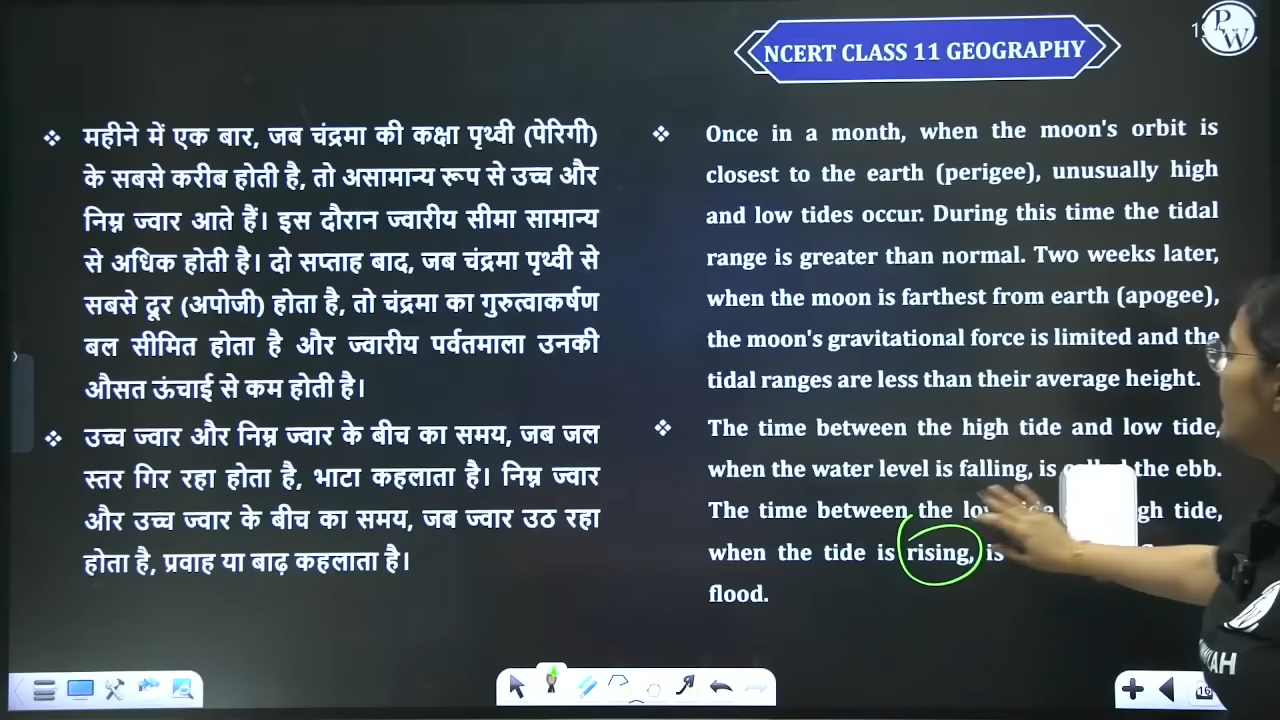 NCERT CLASS 11 GEOGRAPHY
PW
❖ महीने में एक बार, जब चंद्रमा की कक्षा पृथ्वी (पेरिगी)
के सबसे करीब होती है, तो असामान्य रूप से उच्च और
निम्न ज्वार आते हैं। इस दौरान ज्वारीय सीमा सामान्य
से अधिक होती है। दो सप्ताह बाद, जब चंद्रमा पृथ्वी से
सबसे दूर (अपोजी) होता है, तो चंद्रमा का गुरुत्वाकर्षण
बल सीमित होता है और ज्वारीय पर्वतमाला उनकी
औसत ऊंचाई से कम होती है।
❖ उच्च ज्वार और निम्न ज्वार के बीच का समय, जब जल
स्तर गिर रहा होता है, भाटा कहलाता है। निम्न ज्वार
और उच्च ज्वार के बीच का समय, जब ज्वार उठ रहा
होता है, प्रवाह या बाढ़ कहलाता है।
❖ Once in a month, when the moon's orbit is
closest to the earth (perigee), unusually high
and low tides occur. During this time the tidal
range is greater than normal. Two weeks later,
when the moon is farthest from earth (apogee),
the moon's gravitational force is limited and the
tidal ranges are less than their average height.
❖ The time between the high tide and low tide,
when the water level is falling, is the ebb.
The time between the tide,
when the tide is rising, is
flood.
16